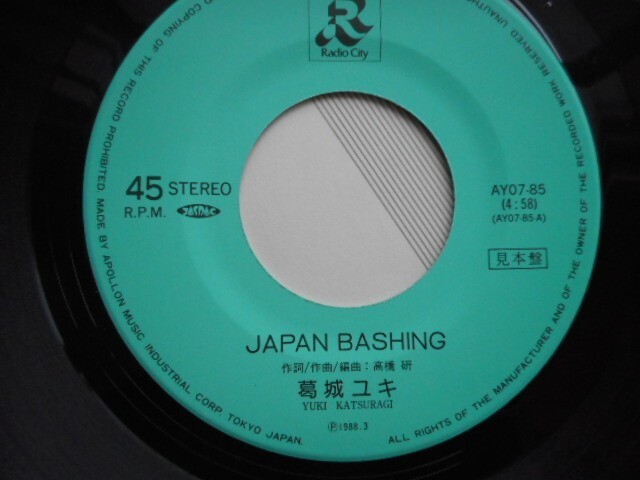 R
Radio City
45 STEREO
R.P.M. JASRAC
AY07-85
(4:58)
(AY07-85-A)
見本盤
JAPAN BASHING
作詞/作曲/編曲:高橋 研
葛城ユキ
YUKI KATSURAGI
Ⓟ1988.3
COPYING OF THIS RECORD PROHIBITED. MADE BY APOLLON MUSIC INDUSTRIAL CORP. TOKYO JAPAN.
ALL RIGHTS OF THE MANUFACTURER AND OF THE OWNER OF THE RECORDED WORK RESERVED